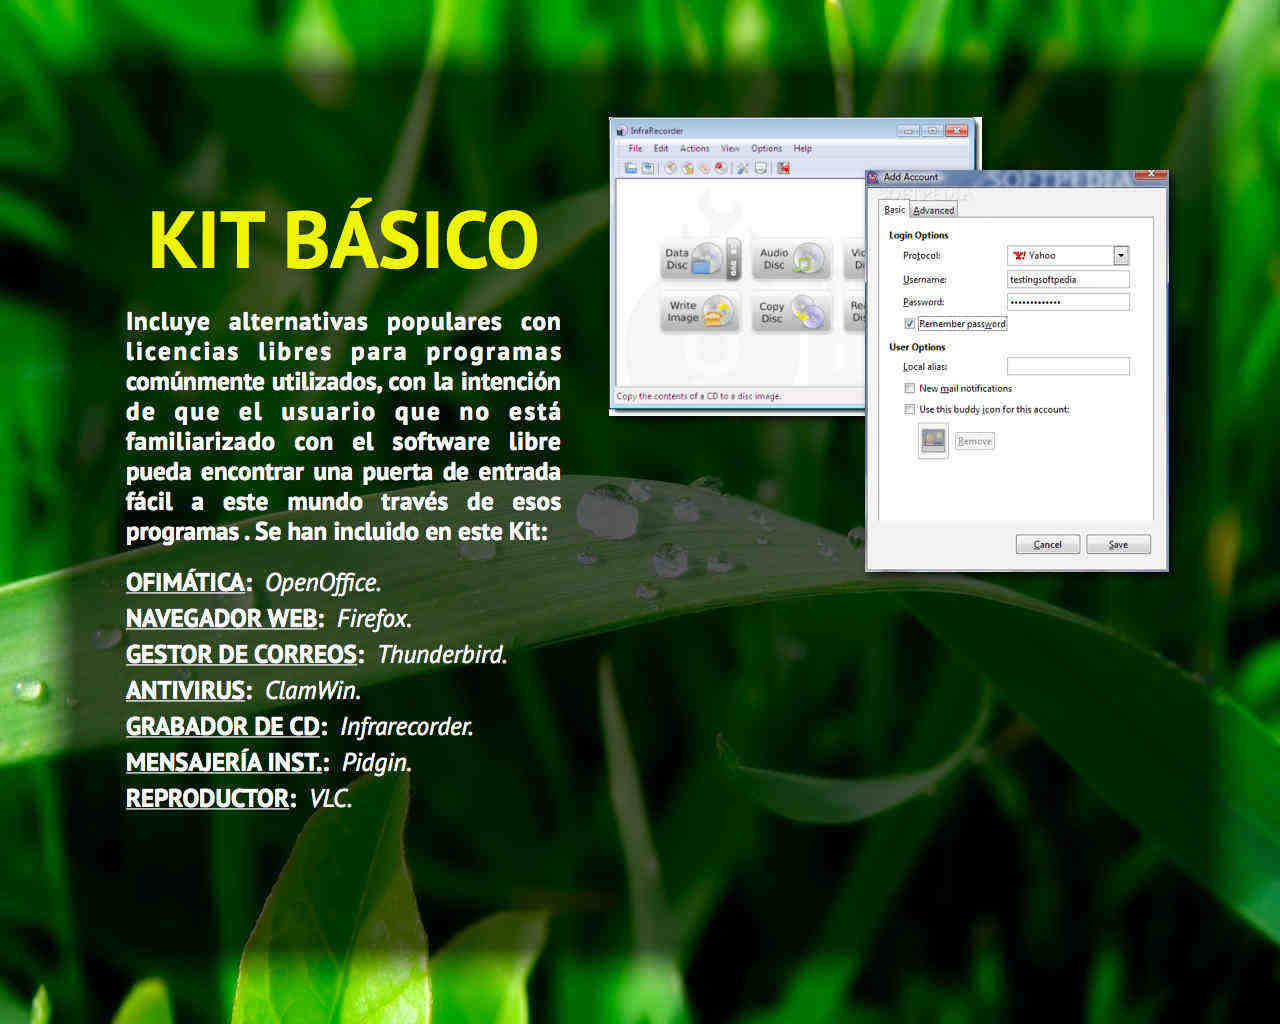 KIT BÁSICO
Incluye alternativas populares con
licencias libres para programas
comúnmente utilizados, con la intención
de que el usuario que no está
familiarizado con el software libre
pueda encontrar una puerta de entrada
fácil a este mundo través de esos
programas . Se han incluido en este Kit:
OFIMÁTICA: OpenOffice.
NAVEGADOR WEB: Firefox.
GESTOR DE CORREOS: Thunderbird.
ANTIVIRUS: ClamWin.
GRABADOR DE CD: Infrarecorder.
MENSAJERÍA INST.: Pidgin.
REPRODUCTOR: VLC.
InfraRecorder
File Edit Actions View Options Help
Data Disc
CD DVD
Audio Disc
Write Image
Copy Disc
Copy the contents of a CD to a disc image.
Add Account
SOFTPEDIA
SOFTPEDIA
Basic Advanced
Login Options
Protocol: Yahoo
Username: testingsoftpedia
Password:
Remember password
User Options
Local alias:
New mail notifications
Use this buddy icon for this account:
Remove
Cancel Save